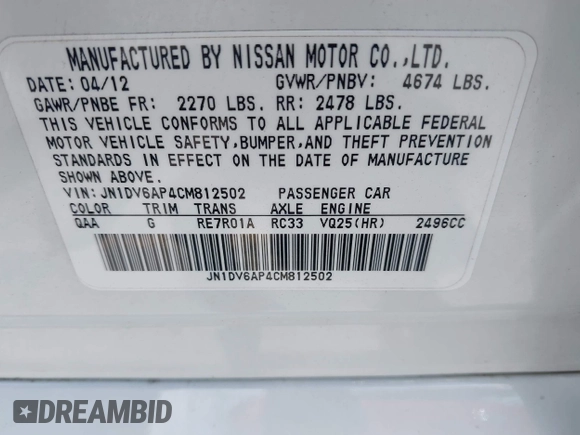 MANUFACTURED BY NISSAN MOTOR CO.,LTD.
DATE: 04/12 GVWR/PNBV: 4674 LBS.
GAWR/PNBE FR: 2270 LBS. RR: 2478 LBS.
THIS VEHICLE CONFORMS TO ALL APPLICABLE FEDERAL
MOTOR VEHICLE SAFETY,BUMPER,AND THEFT PREVENTION
STANDARDS IN EFFECT ON THE DATE OF MANUFACTURE
SHOWN ABOVE.
VIN: JN1DV6AP4CM812502 PASSENGER CAR
COLOR TRIM TRANS AXLE ENGINE
QAA G RE7R01A RC33 VQ25(HR) 2496CC
JN1DV6AP4CM812502
DREAMBID